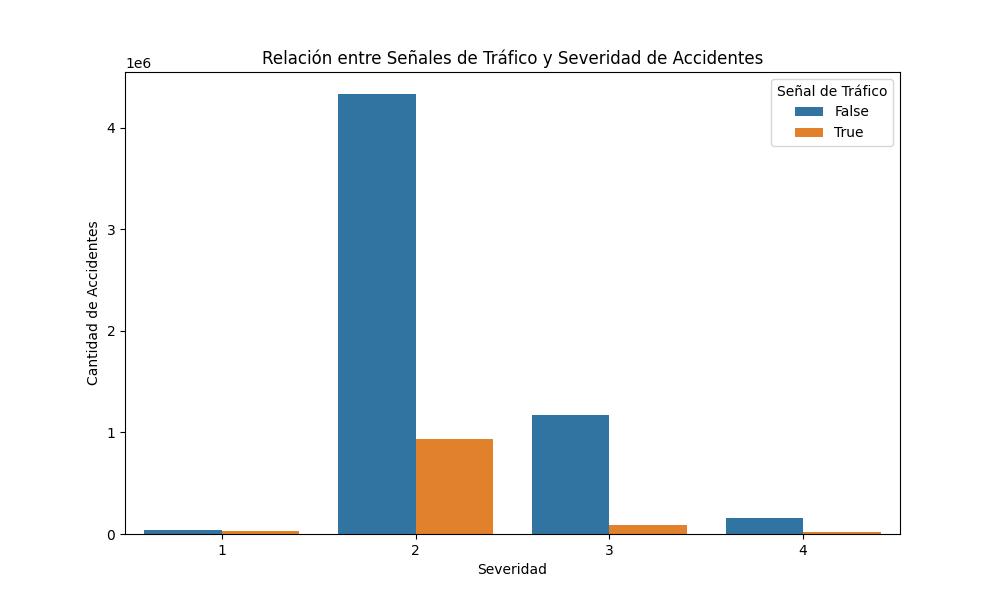 Relación entre Señales de Tráfico y Severidad de Accidentes
1e6
Señal de Tráfico
False
True
4
3
2
1
0
Cantidad de Accidentes
1 2 3 4
Severidad